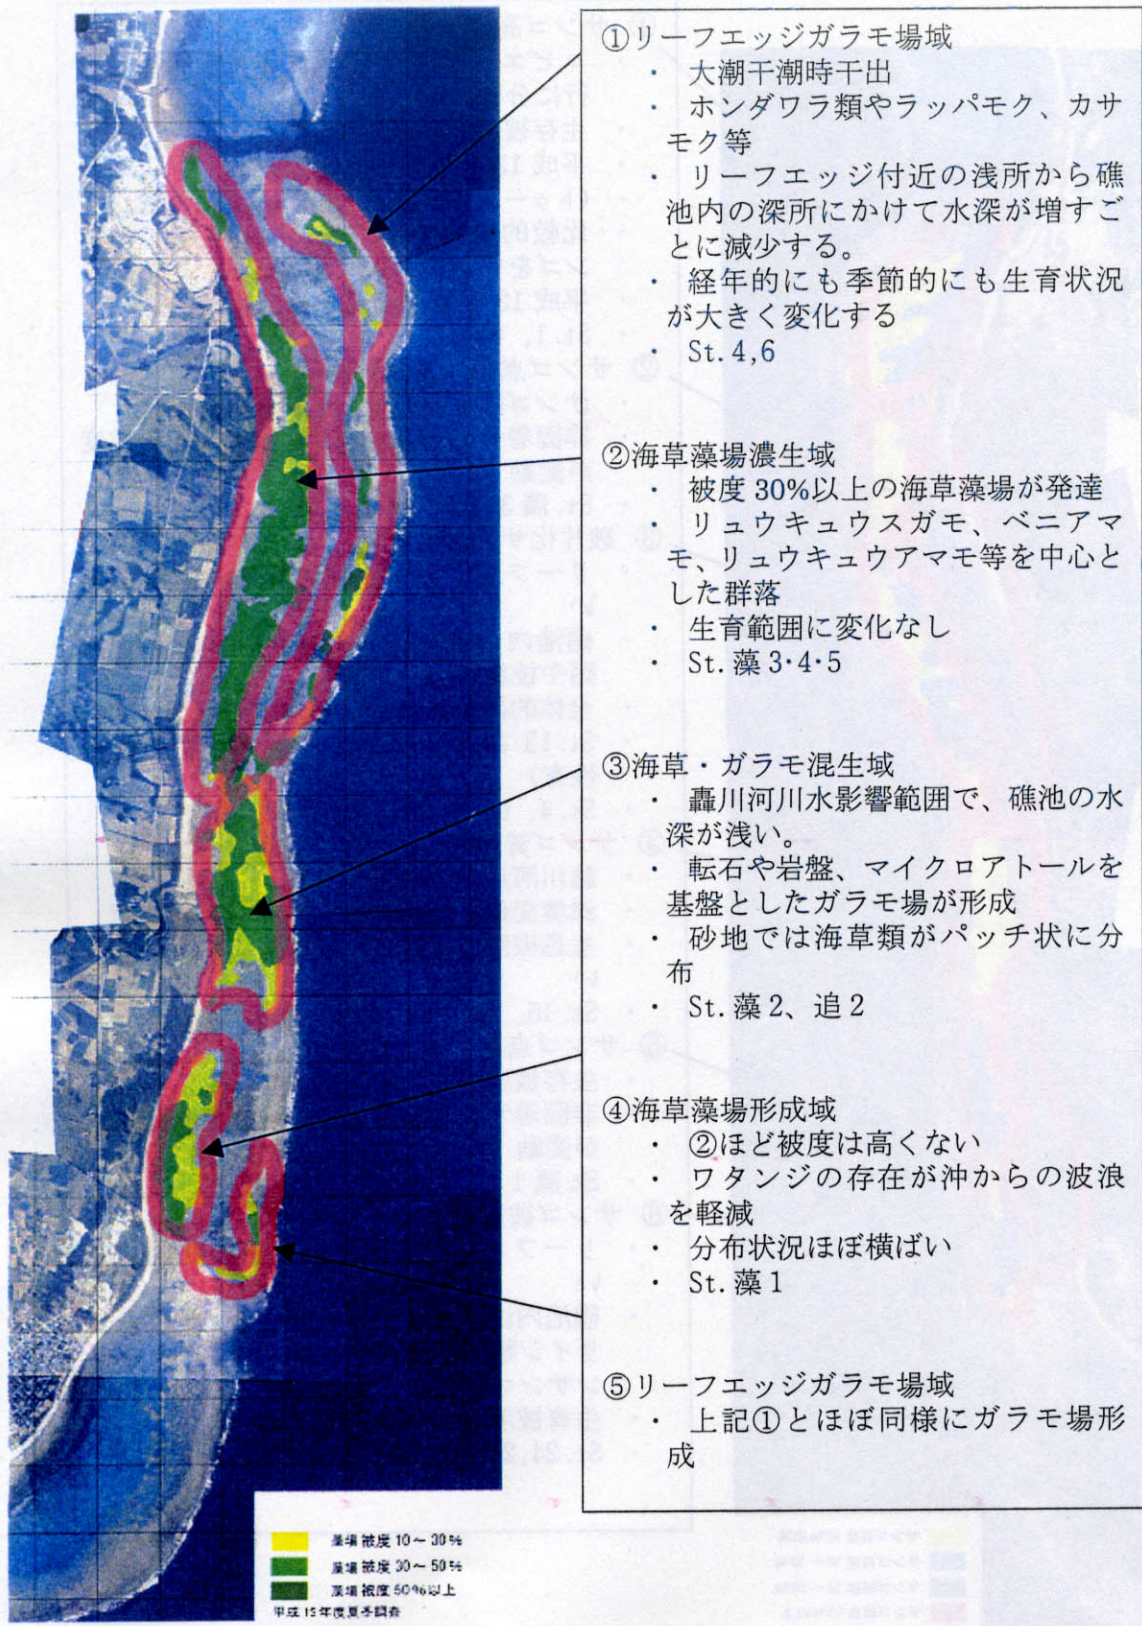 ①リーフエッジガラモ場域
・ 大潮干潮時干出
・ ホンダワラ類やラッパモク、カサ
モク等
・ リーフエッジ付近の浅所から礁
池内の深所にかけて水深が増すご
とに減少する。
・ 経年的にも季節的にも生育状況
が大きく変化する
・ St.4,6
②海草藻場濃生域
・ 被度30%以上の海草藻場が発達
・ リュウキュウスガモ、ベニアマ
モ、リュウキュウアマモ等を中心と
した群落
・ 生育範囲に変化なし
・ St.藻3・4・5
③海草・ガラモ混生域
・ 轟川河川水影響範囲で、礁池の水
深が浅い。
・ 転石や岩盤、マイクロアトールを
基盤としたガラモ場が形成
・ 砂地では海草類がパッチ状に分
布
・ St.藻2、追2
④海草藻場形成域
・ ②ほど被度は高くない
・ ワタンジの存在が沖からの波浪
を軽減
・ 分布状況ほぼ横ばい
・ St.藻1
⑤リーフエッジガラモ場域
・ 上記①とほぼ同様にガラモ場形
成
藻場被度10～30%
藻場被度30～50%
藻場被度50%以上
平成15年度夏季調査